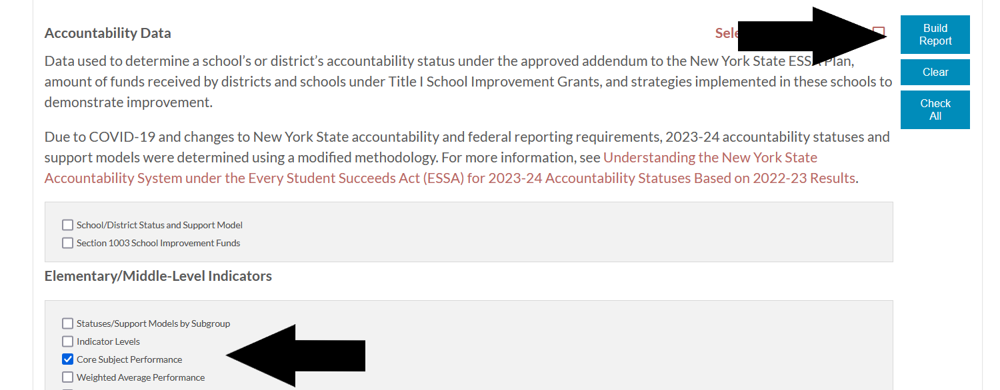 Accountability Data
Build
Report
Data used to determine a school's or district's accountability status under the approved addendum to the New York State ESSA Plan,
amount of funds received by districts and schools under Title I School Improvement Grants, and strategies implemented in these schools to
demonstrate improvement.
Clear
Check
All
Due to COVID-19 and changes to New York State accountability and federal reporting requirements, 2023-24 accountability statuses and
support models were determined using a modified methodology. For more information, see Understanding the New York State
Accountability System under the Every Student Succeeds Act (ESSA) for 2023-24 Accountability Statuses Based on 2022-23 Results.
School/District Status and Support Model
Section 1003 School Improvement Funds
Elementary/Middle-Level Indicators
Statuses/Support Models by Subgroup
Indicator Levels
Core Subject Performance
Weighted Average Performance